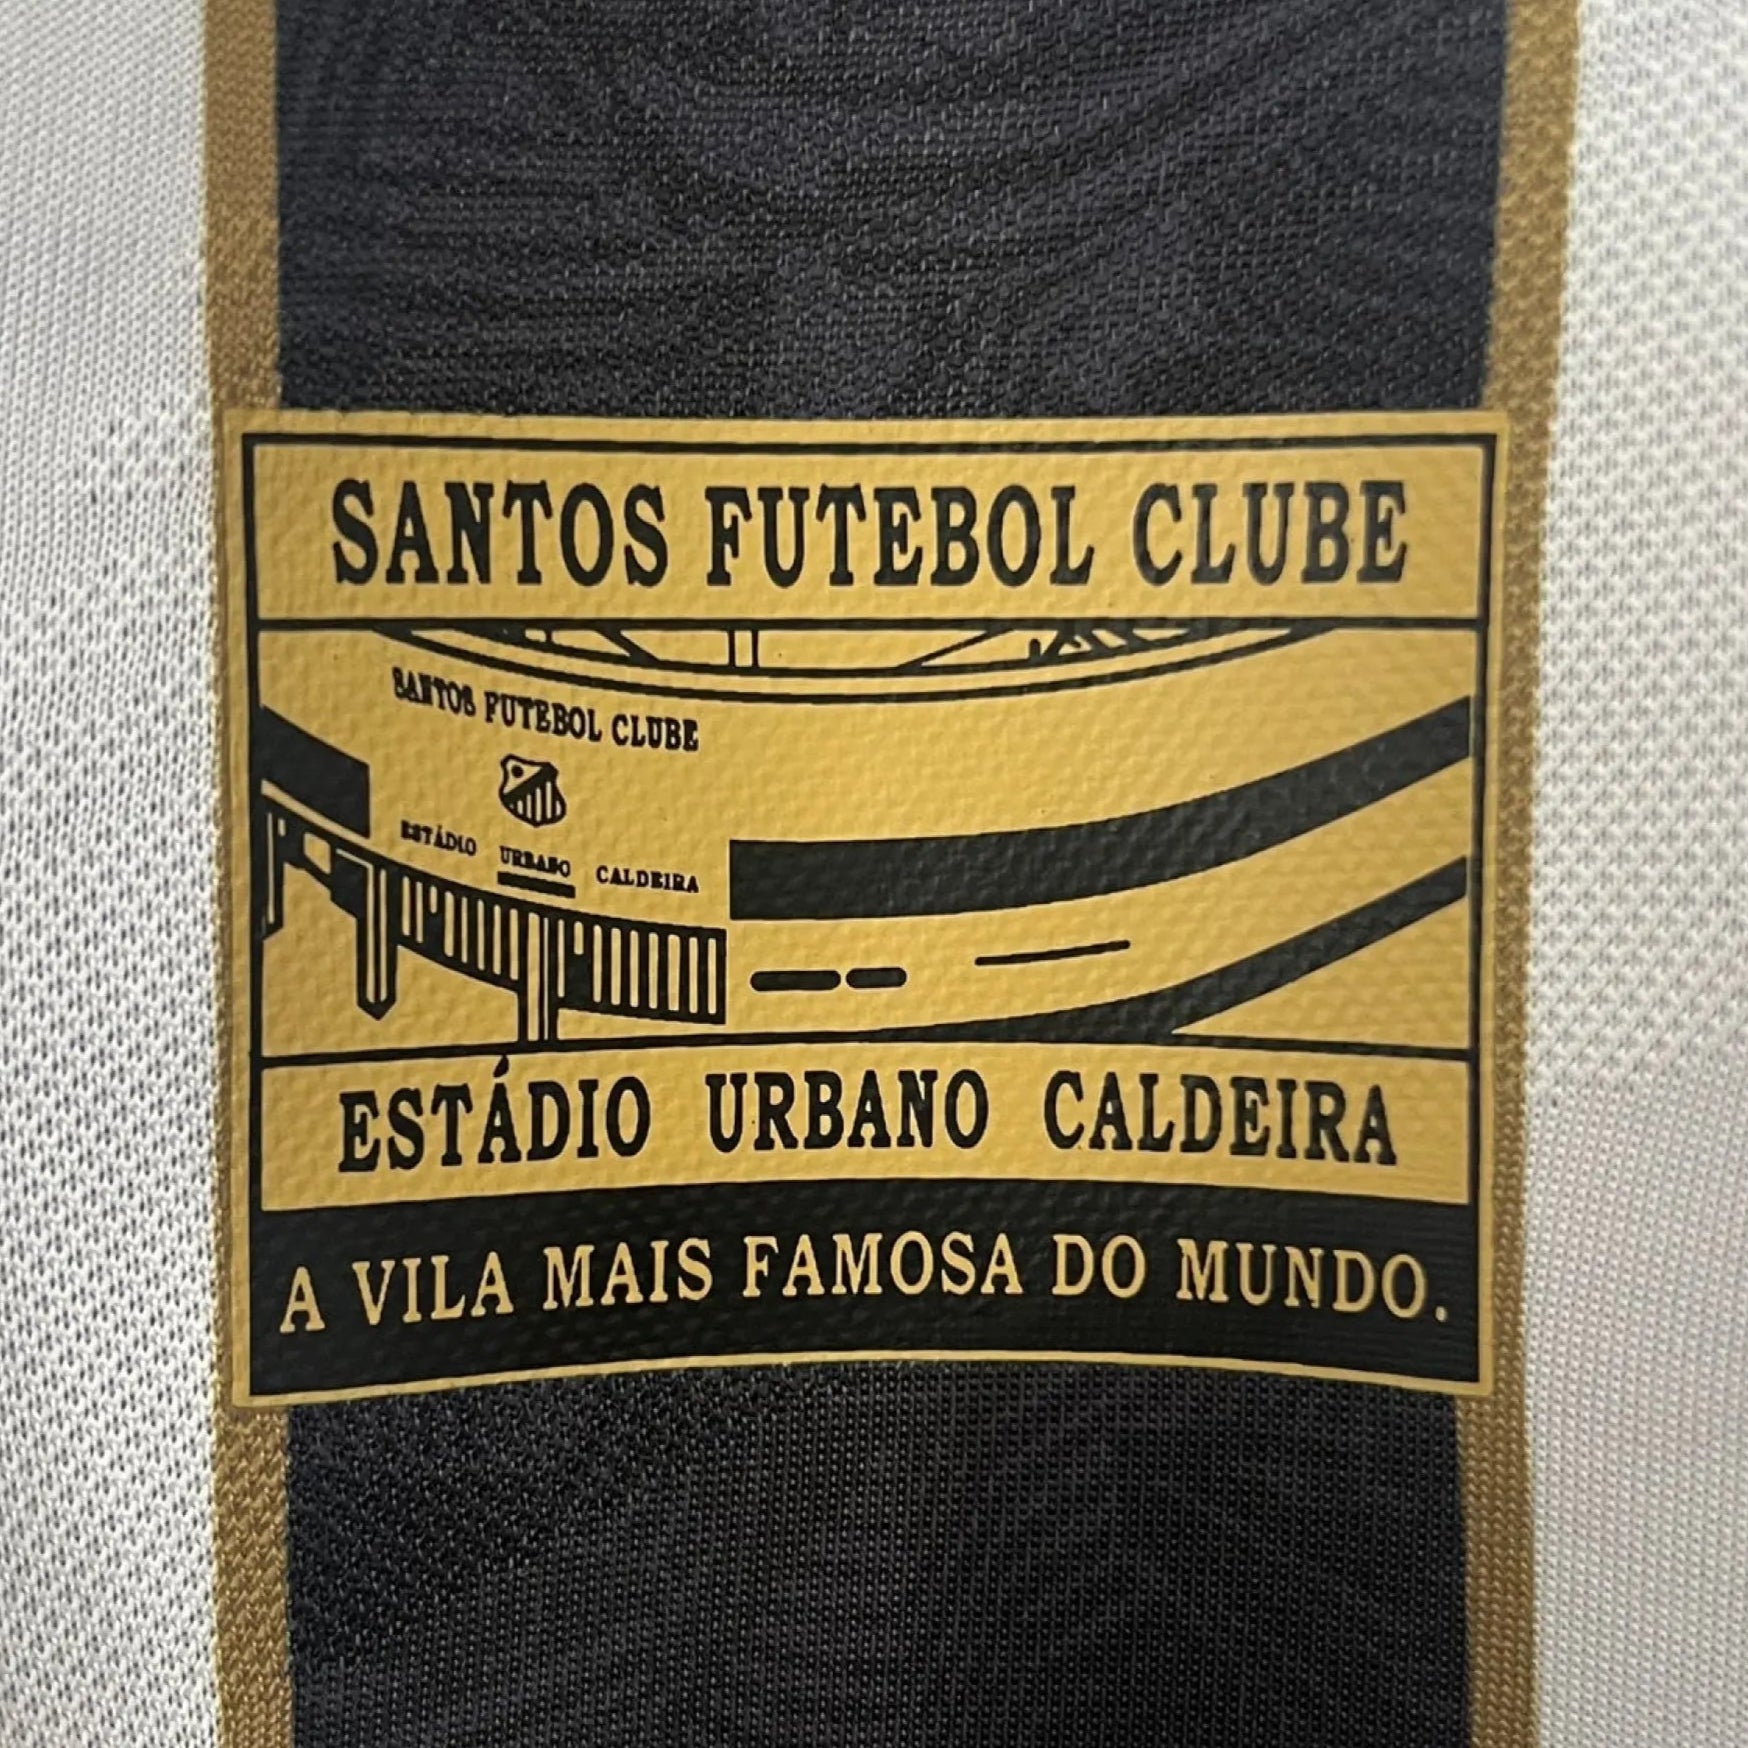 SANTOS FUTEBOL CLUBE
SANTOS FUTEBOL CLUBE
ESTÁDIO URBANO CALDEIRA
ESTÁDIO URBANO CALDEIRA
A VILA MAIS FAMOSA DO MUNDO.